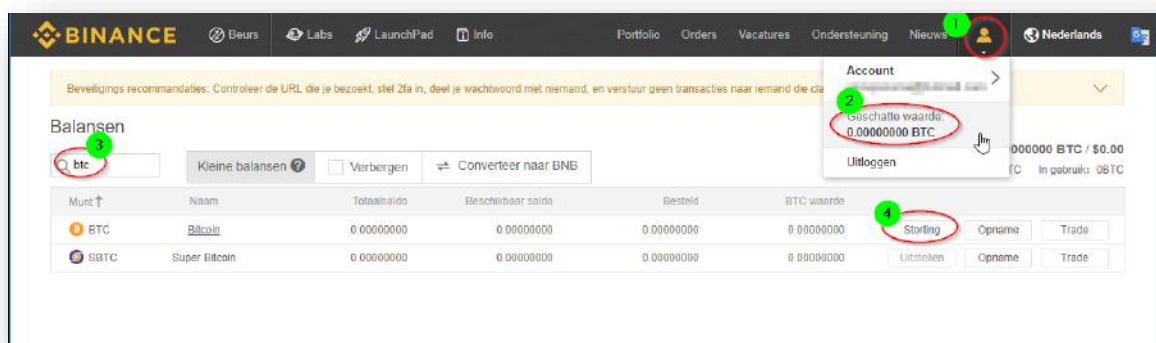 BINANCE Beurs Labs LaunchPad Info Portfolio Orders Vacatures Ondersteuning Nieuws 1 Nederlands
Account
Beveiligings recommandaties: Controleer de URL die je bezoekt, stel 2fa in, deel je wachtwoord met niemand, en verstuur geen transacties naar iemand die
2
Geschatte waarde:
0.00000000 BTC
Uitloggen
Balansen
000000 BTC / $0.00
In gebruik: 0BTC
3
btc Kleine balansen ? Verbergen Converteer naar BNB
Munt Naam Totaalsaldo Beschikbaar saldo Besteld BTC waarde
4
BTC Bitcoin 0.00000000 0.00000000 0.00000000 0.00000000 Storting Opname Trade
SBTC Super Bitcoin 0.00000000 0.00000000 0.00000000 0.00000000 Uitstellen Opname Trade